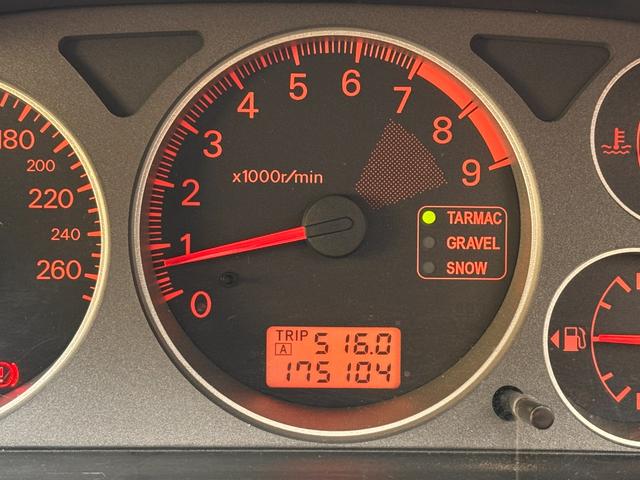 180
200
220
240
260
0
1
2
3
4
5
6
7
8
9
x1000r/min
TARMAC
GRAVEL
SNOW
TRIP
A 516.0
175104